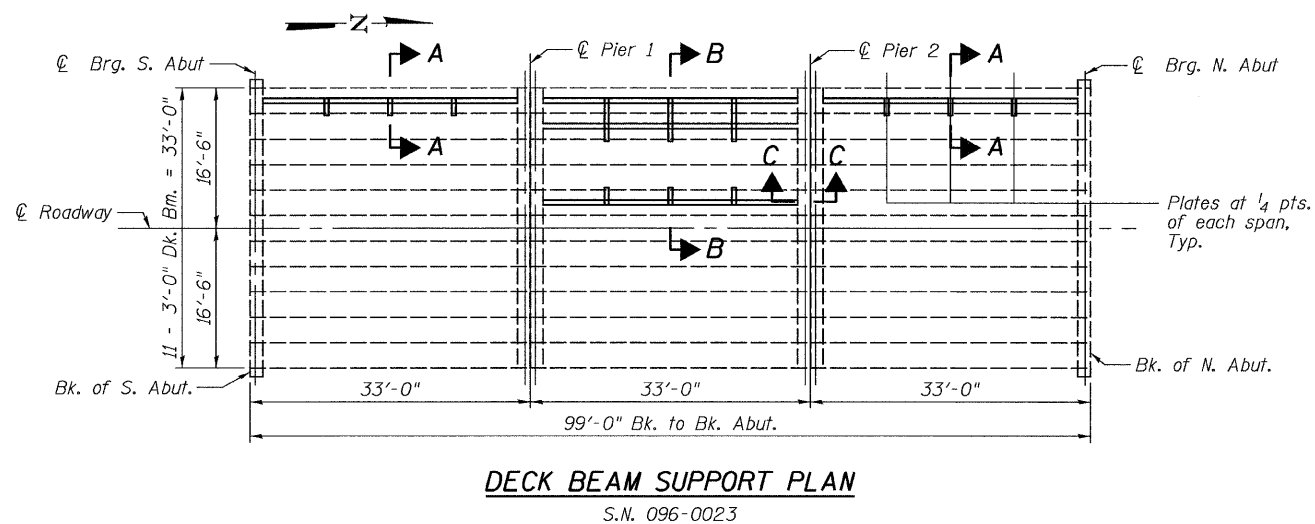 N
A
B
A
℄ Pier 1
℄ Pier 2
℄ Brg. S. Abut
℄ Brg. N. Abut
A
A
C
C
11 - 3'-0" Dk. Bm. = 33'-0"
16'-6"
16'-6"
℄ Roadway
B
Plates at 1/4 pts.
of each span,
Typ.
Bk. of S. Abut.
Bk. of N. Abut.
33'-0"
33'-0"
33'-0"
99'-0" Bk. to Bk. Abut.
DECK BEAM SUPPORT PLAN
S.N. 096-0023